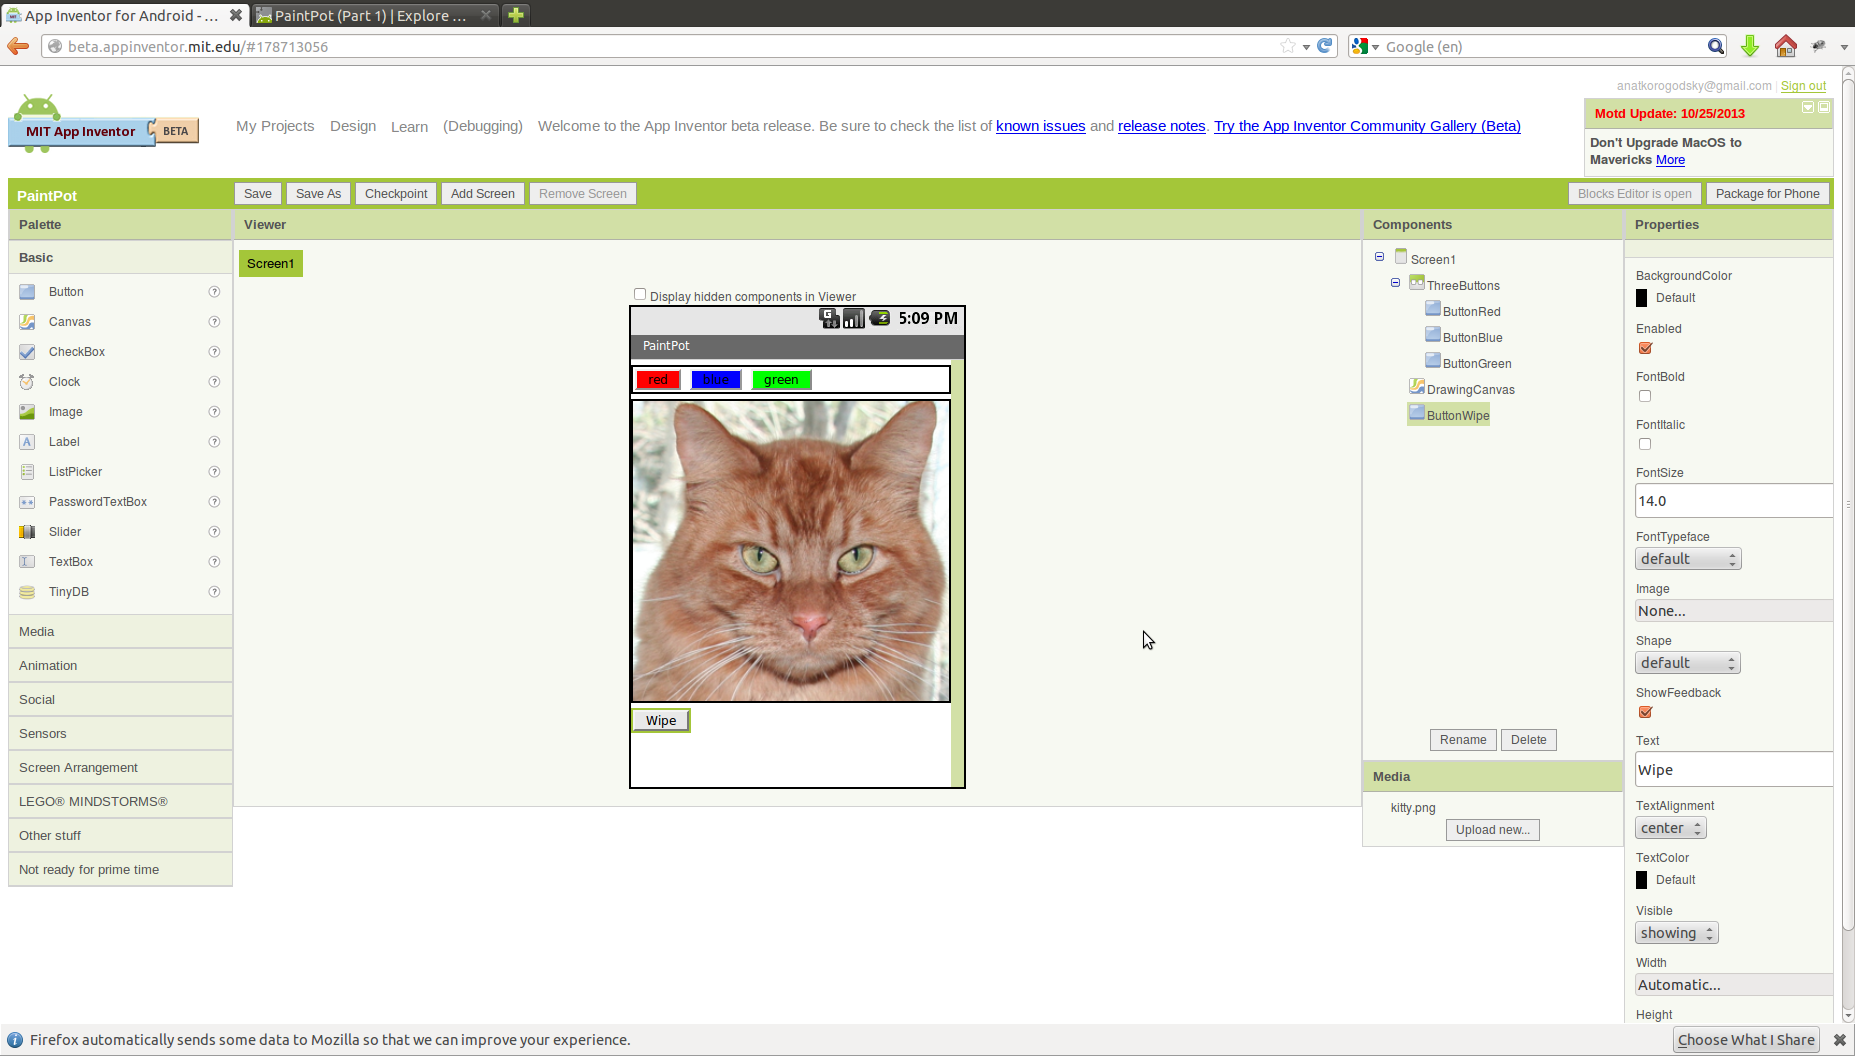 App Inventor for Android - ...
PaintPot (Part 1) | Explore ...
beta.appinventor.mit.edu/#178713056
Google (en)
anatkorogodsky@gmail.com | Sign out
MIT App Inventor BETA
My Projects Design Learn (Debugging) Welcome to the App Inventor beta release. Be sure to check the list of known issues and release notes. Try the App Inventor Community Gallery (Beta)
Motd Update: 10/25/2013
Don't Upgrade MacOS to
Mavericks More
PaintPot
Save Save As Checkpoint Add Screen Remove Screen
Blocks Editor is open Package for Phone
Palette
Basic
Button ?
Canvas ?
CheckBox ?
Clock ?
Image ?
Label ?
ListPicker ?
PasswordTextBox ?
Slider ?
TextBox ?
TinyDB ?
Media
Animation
Social
Sensors
Screen Arrangement
LEGO® MINDSTORMS®
Other stuff
Not ready for prime time
Viewer
Screen1
Display hidden components in Viewer
5:09 PM
PaintPot
red blue green
Wipe
Components
Screen1
ThreeButtons
ButtonRed
ButtonBlue
ButtonGreen
DrawingCanvas
ButtonWipe
Rename Delete
Media
kitty.png
Upload new...
Properties
BackgroundColor
Default
Enabled
FontBold
FontItalic
FontSize
14.0
FontTypeface
default
Image
None...
Shape
default
ShowFeedback
Text
Wipe
TextAlignment
center
TextColor
Default
Visible
showing
Width
Automatic...
Height
Firefox automatically sends some data to Mozilla so that we can improve your experience.
Choose What I Share